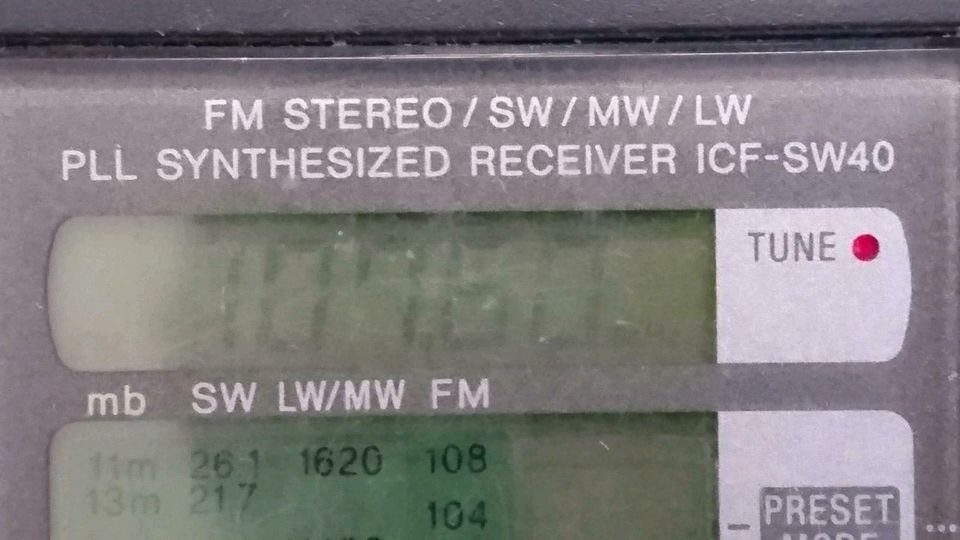 FM STEREO / SW / MW / LW
PLL SYNTHESIZED RECEIVER ICF-SW40
TUNE
mb SW LW/MW FM
11m 26.1 1620 108
13m 21.7
104
PRESET
MODE